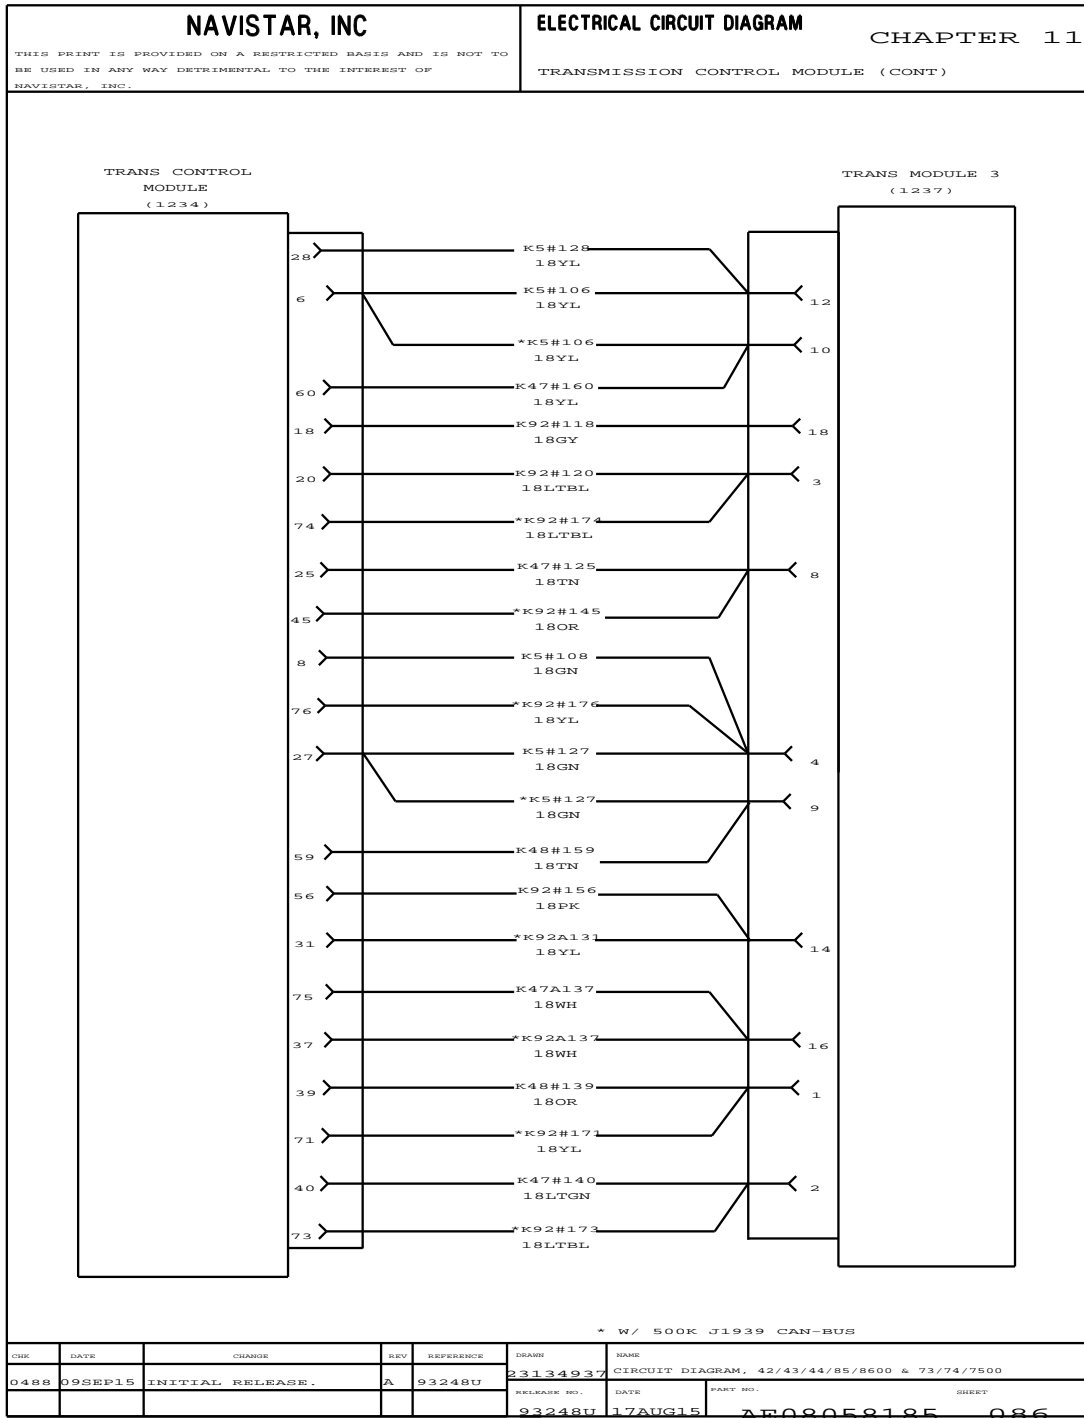 NAVISTAR, INC
THIS PRINT IS PROVIDED ON A RESTRICTED BASIS AND IS NOT TO
BE USED IN ANY WAY DETRIMENTAL TO THE INTEREST OF
NAVISTAR, INC.
ELECTRICAL CIRCUIT DIAGRAM
CHAPTER 11
TRANSMISSION CONTROL MODULE (CONT)
TRANS CONTROL
MODULE
(1234)
TRANS MODULE 3
(1237)
28
K5#128
18YL
6
K5#106
18YL
12
*K5#106
18YL
10
60
K47#160
18YL
18
K92#118
18GY
18
20
K92#120
18LTBL
3
74
*K92#174
18LTBL
25
K47#125
18TN
8
45
*K92#145
18OR
8
K5#108
18GN
76
*K92#176
18YL
27
K5#127
18GN
4
*K5#127
18GN
9
59
K48#159
18TN
56
K92#156
18PK
31
*K92A131
18YL
14
75
K47A137
18WH
37
*K92A137
18WH
16
39
K48#139
18OR
1
71
*K92#171
18YL
40
K47#140
18LTGN
2
73
*K92#173
18LTBL
* W/ 500K J1939 CAN-BUS
CHK DATE CHANGE REV REFERENCE
0488 09SEP15 INITIAL RELEASE. A 93248U
DRAWN
23134937
NAME
CIRCUIT DIAGRAM, 42/43/44/85/8600 & 73/74/7500
RELEASE NO.
93248U
DATE
17AUG15
PART NO.
SHEET
AE08058185 086